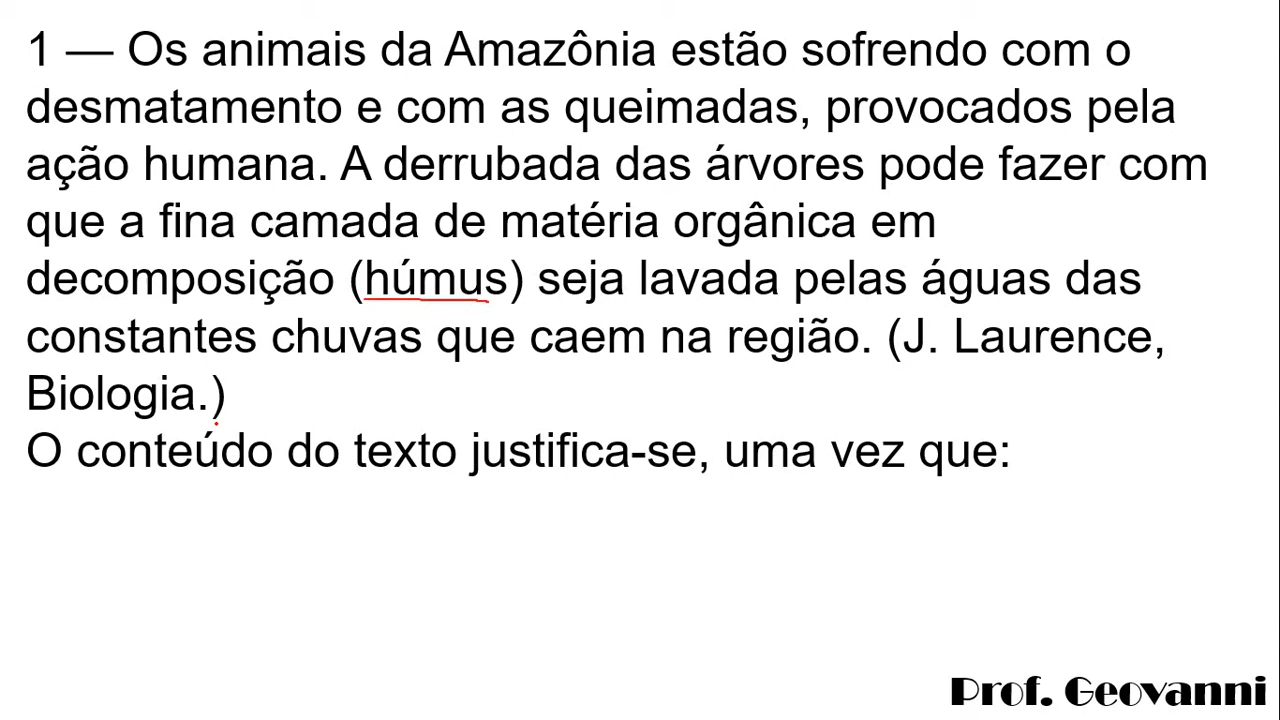 1 — Os animais da Amazônia estão sofrendo com o
desmatamento e com as queimadas, provocados pela
ação humana. A derrubada das árvores pode fazer com
que a fina camada de matéria orgânica em
decomposição (húmus) seja lavada pelas águas das
constantes chuvas que caem na região. (J. Laurence,
Biologia.)
O conteúdo do texto justifica-se, uma vez que:
Prof. Geovanni